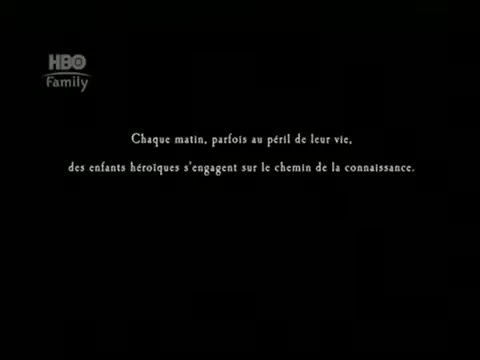 HBO
Family
Chaque matin, parfois au péril de leur vie,
des enfants héroïques s'engagent sur le chemin de la connaissance.